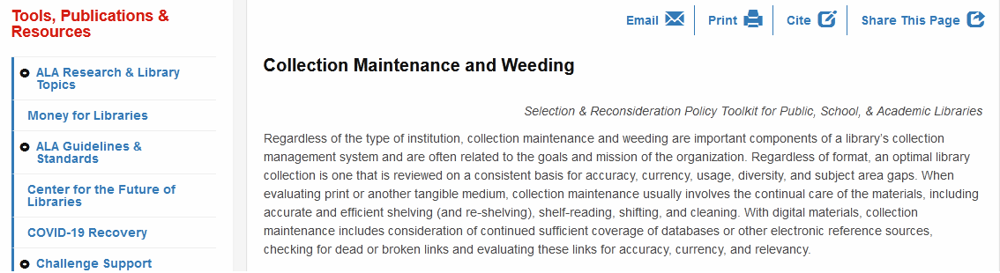 Tools, Publications &
Resources
ALA Research & Library
Topics
Money for Libraries
ALA Guidelines &
Standards
Center for the Future of
Libraries
COVID-19 Recovery
Challenge Support
Email
Print
Cite
Share This Page
Collection Maintenance and Weeding
Selection & Reconsideration Policy Toolkit for Public, School, & Academic Libraries
Regardless of the type of institution, collection maintenance and weeding are important components of a library's collection
management system and are often related to the goals and mission of the organization. Regardless of format, an optimal library
collection is one that is reviewed on a consistent basis for accuracy, currency, usage, diversity, and subject area gaps. When
evaluating print or another tangible medium, collection maintenance usually involves the continual care of the materials, including
accurate and efficient shelving (and re-shelving), shelf-reading, shifting, and cleaning. With digital materials, collection
maintenance includes consideration of continued sufficient coverage of databases or other electronic reference sources,
checking for dead or broken links and evaluating these links for accuracy, currency, and relevancy.